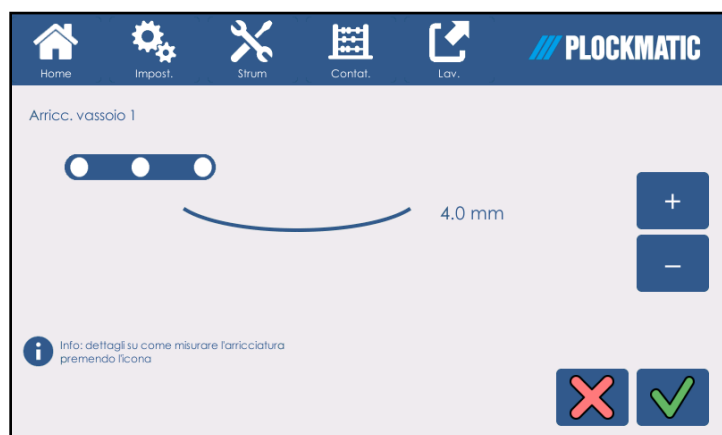 Home Impost. Strum Contat. Lav. PLOCKMATIC
Arricc. vassoio 1
4.0 mm
+
–
Info: dettagli su come misurare l'arricciatura
premendo l'icona